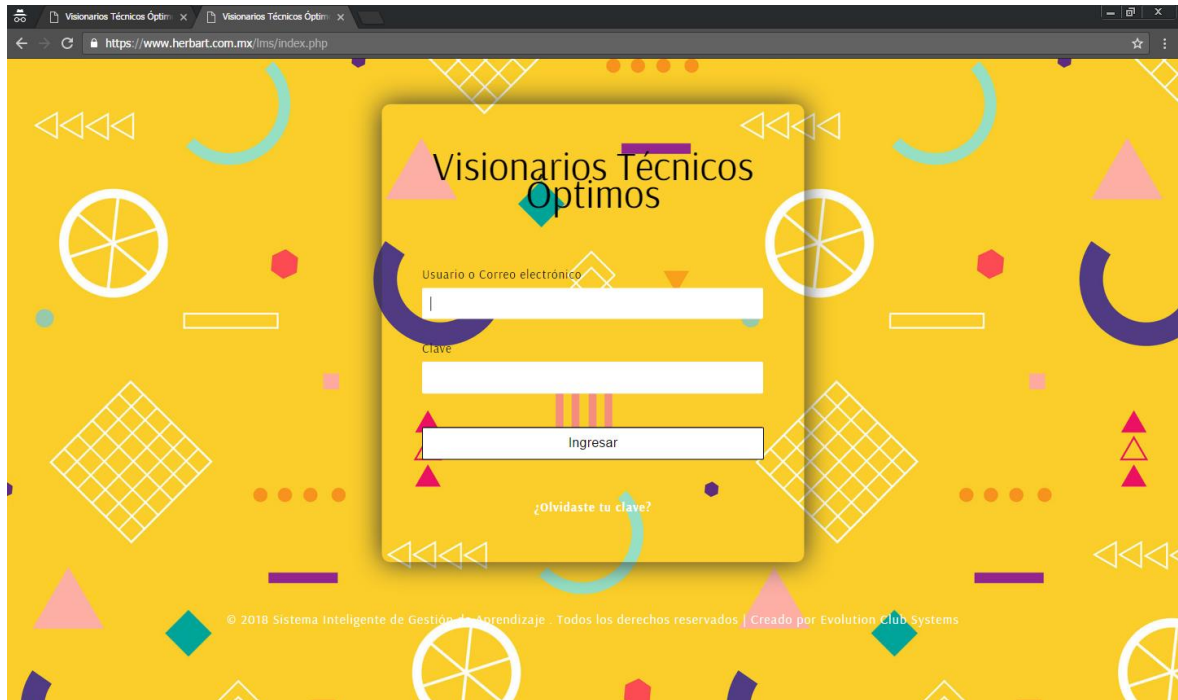 Visionarios Técnicos Óptim
Visionarios Técnicos Óptim
https://www.herbart.com.mx/lms/index.php
Visionarios Técnicos
Óptimos
Usuario o Correo electrónico
Clave
Ingresar
¿Olvidaste tu clave?
© 2018 Sistema Inteligente de Gestión de Aprendizaje . Todos los derechos reservados | Creado por Evolution Club Systems